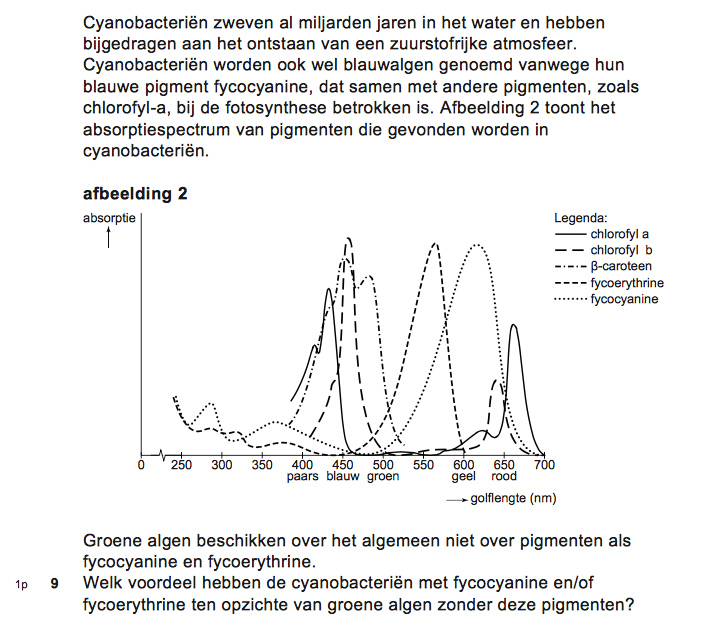 Cyanobacteriën zweven al miljarden jaren in het water en hebben
bijgedragen aan het ontstaan van een zuurstofrijke atmosfeer.
Cyanobacteriën worden ook wel blauwalgen genoemd vanwege hun
blauwe pigment fycocyanine, dat samen met andere pigmenten, zoals
chlorofyl-a, bij de fotosynthese betrokken is. Afbeelding 2 toont het
absorptiespectrum van pigmenten die gevonden worden in
cyanobacteriën.
afbeelding 2
absorptie
Legenda:
chlorofyl a
chlorofyl b
β-caroteen
fycoerythrine
fycocyanine
0 250 300 350 400 450 500 550 600 650 700
paars blauw groen geel rood
golflengte (nm)
Groene algen beschikken over het algemeen niet over pigmenten als
fycocyanine en fycoerythrine.
1p 9 Welk voordeel hebben de cyanobacteriën met fycocyanine en/of
fycoerythrine ten opzichte van groene algen zonder deze pigmenten?